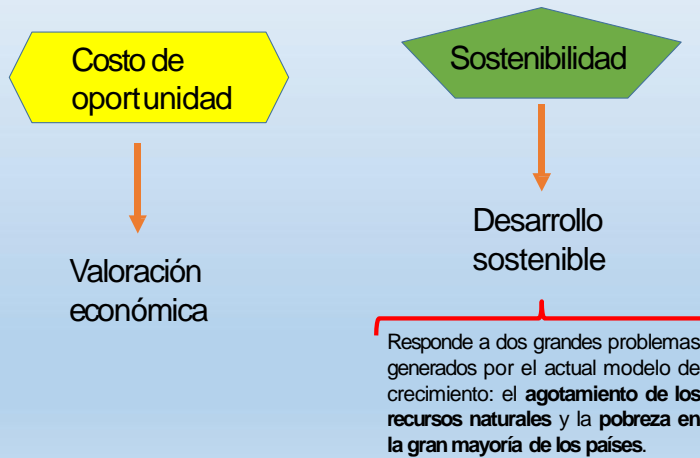 Costo de
oportunidad
Valoración
económica
Sostenibilidad
Desarrollo
sostenible
Responde a dos grandes problemas
generados por el actual modelo de
crecimiento: el agotamiento de los
recursos naturales y la pobreza en
la gran mayoría de los países.